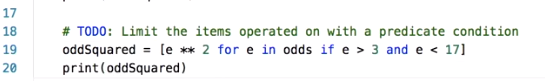 17
18 # TODO: Limit the items operated on with a predicate condition
19 oddSquared = [e ** 2 for e in odds if e > 3 and e < 17]
20 print(oddSquared)